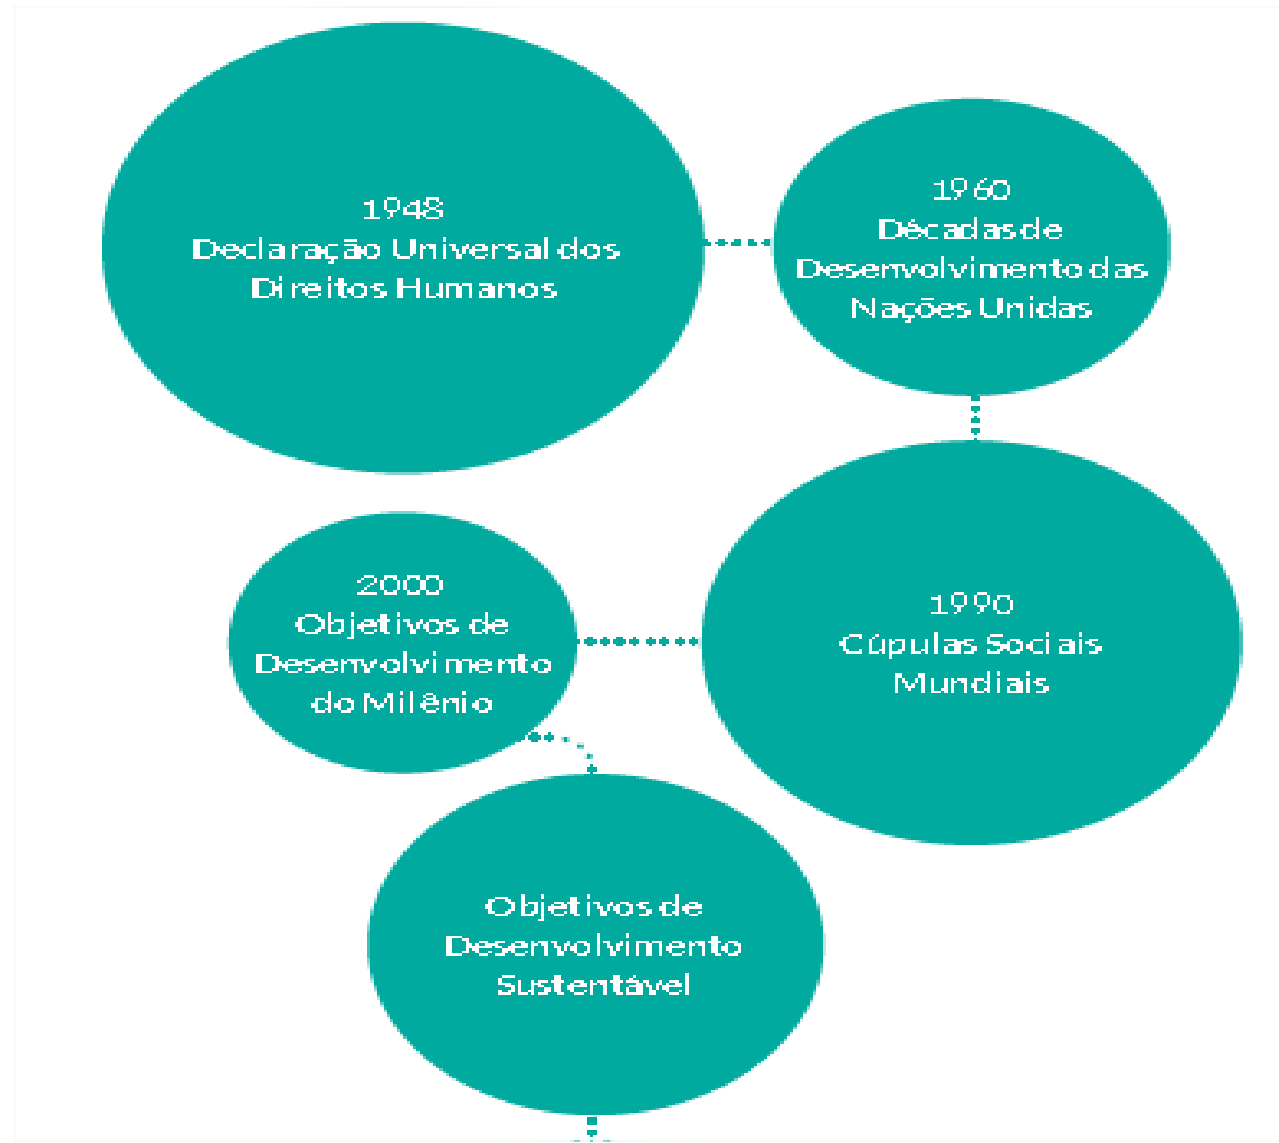 1948
Declaração Universal dos
Direitos Humanos
1960
Décadas de
Desenvolvimento das
Nações Unidas
1990
Cúpulas Sociais
Mundiais
2000
Objetivos de
Desenvolvimento
do Milênio
Objetivos de
Desenvolvimento
Sustentável